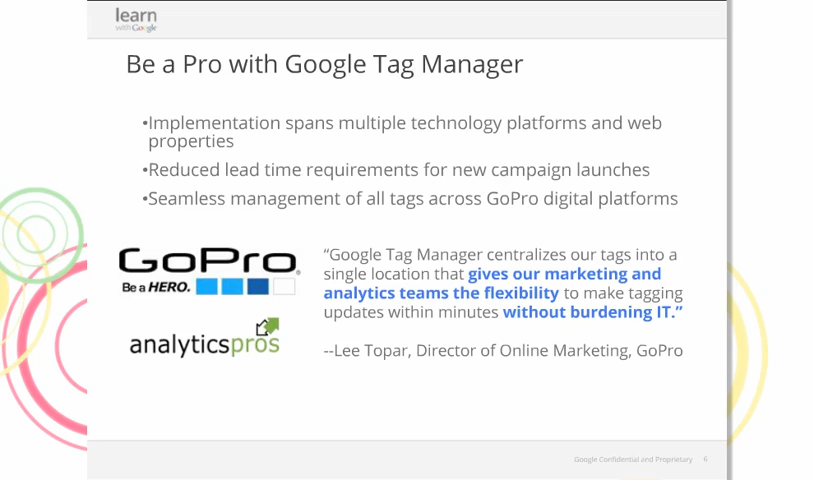 learn
with Google
Be a Pro with Google Tag Manager
•Implementation spans multiple technology platforms and web
properties
•Reduced lead time requirements for new campaign launches
•Seamless management of all tags across GoPro digital platforms
GoPro
Be a HERO.
analyticspros
“Google Tag Manager centralizes our tags into a
single location that gives our marketing and
analytics teams the flexibility to make tagging
updates within minutes without burdening IT.”
--Lee Topar, Director of Online Marketing, GoPro
Google Confidential and Proprietary 6